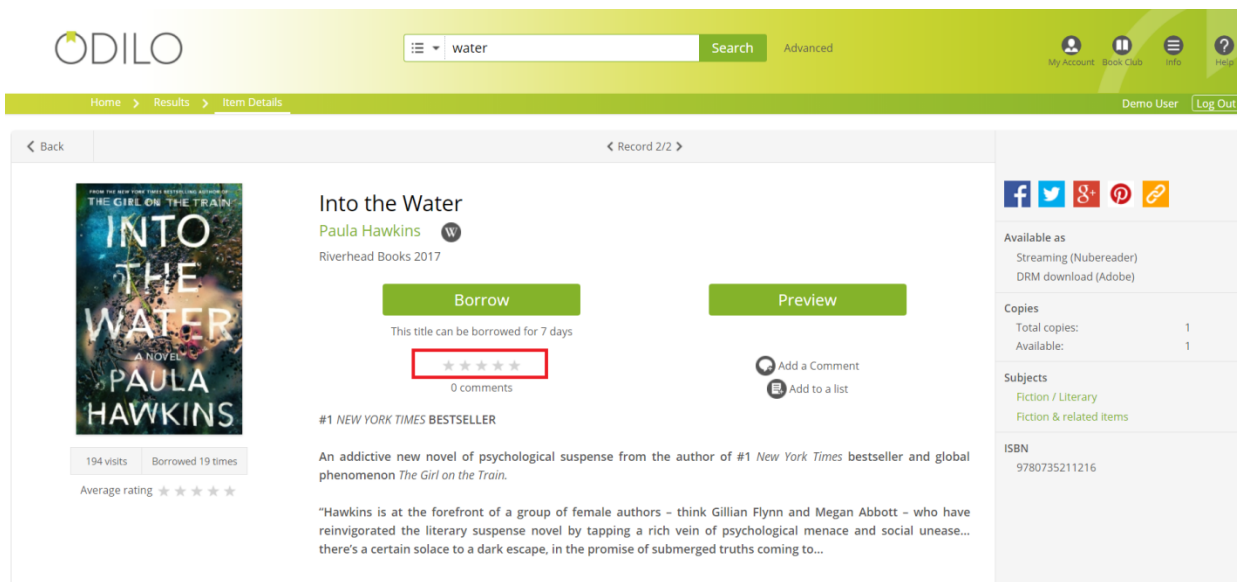 ODILO
water
Search
Advanced
My Account
Book Club
Info
Help
Home
Results
Item Details
Demo User
Log Out
Back
Record 2/2
FROM THE NEW YORK TIMES BESTSELLING AUTHOR OF
THE GIRL ON THE TRAIN
INTO
THE
WATER
A NOVEL
PAULA
HAWKINS
194 visits
Borrowed 19 times
Average rating
Into the Water
Paula Hawkins
W
Riverhead Books 2017
Borrow
Preview
This title can be borrowed for 7 days
0 comments
Add a Comment
Add to a list
#1 NEW YORK TIMES BESTSELLER
An addictive new novel of psychological suspense from the author of #1 New York Times bestseller and global
phenomenon The Girl on the Train.
“Hawkins is at the forefront of a group of female authors – think Gillian Flynn and Megan Abbott – who have
reinvigorated the literary suspense novel by tapping a rich vein of psychological menace and social unease…
there’s a certain solace to a dark escape, in the promise of submerged truths coming to…
f
8+
Available as
Streaming (Nubereader)
DRM download (Adobe)
Copies
Total copies: 1
Available: 1
Subjects
Fiction / Literary
Fiction & related items
ISBN
9780735211216